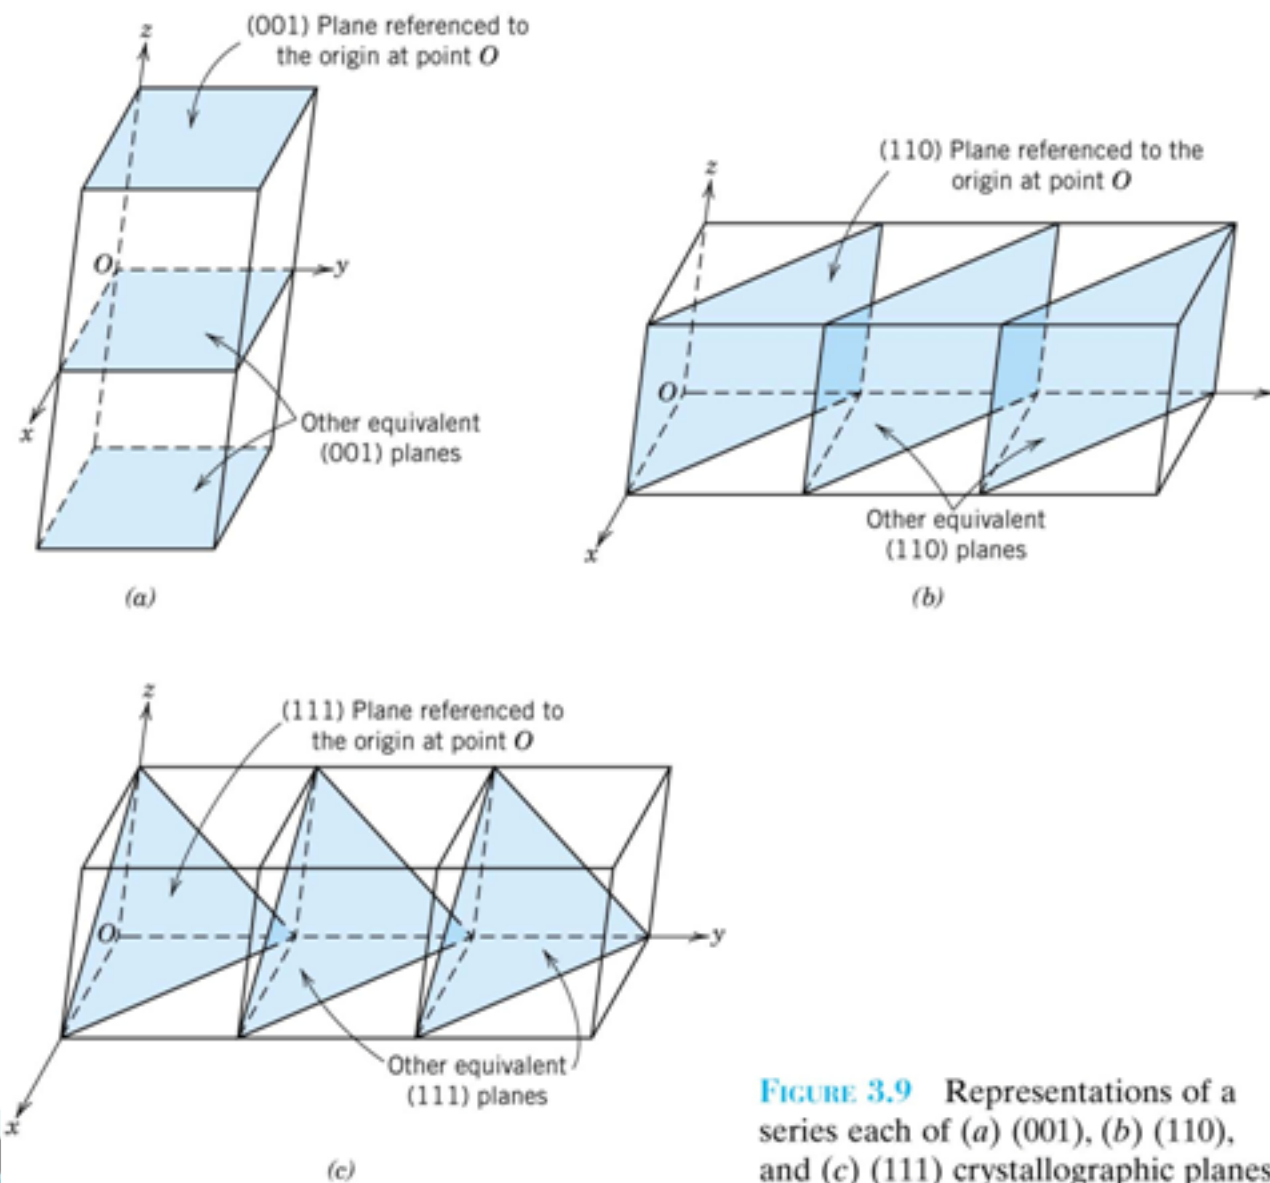 z
(001) Plane referenced to
the origin at point O
O
y
x
Other equivalent
(001) planes
(a)
(110) Plane referenced to the
origin at point O
z
O
x
Other equivalent
(110) planes
(b)
z
(111) Plane referenced to
the origin at point O
O
y
Other equivalent
(111) planes
x
(c)
FIGURE 3.9 Representations of a
series each of (a) (001), (b) (110),
and (c) (111) crystallographic planes